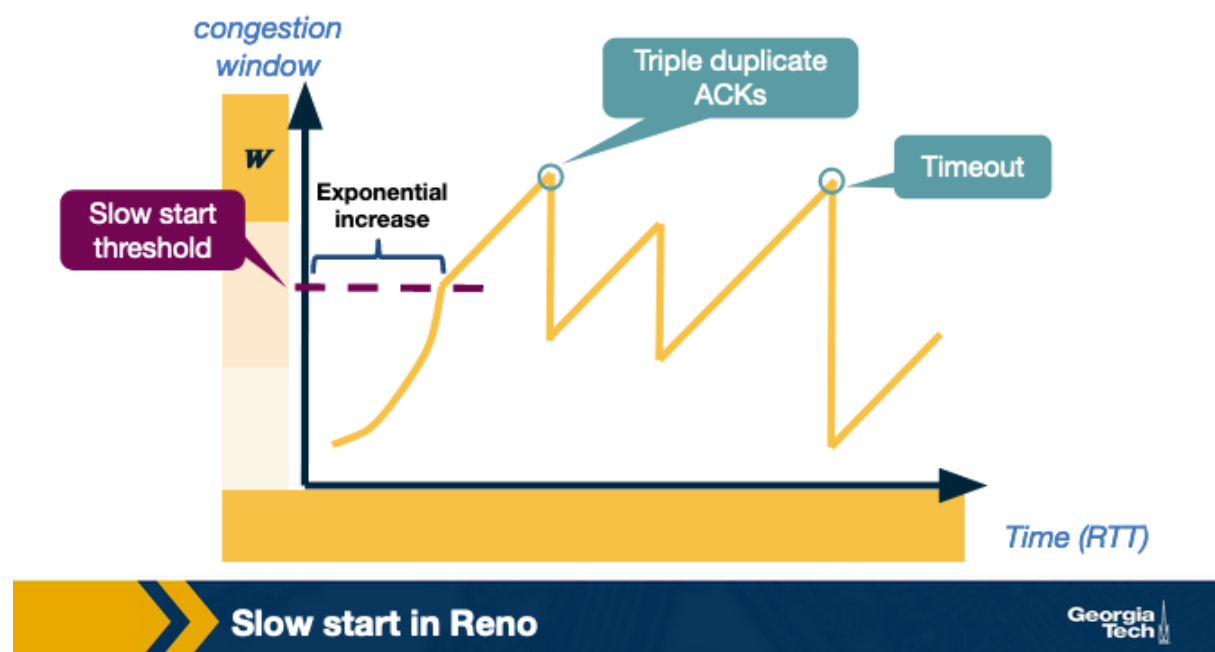 congestion
window
Triple duplicate
ACKs
W
Timeout
Exponential
increase
Slow start
threshold
Time (RTT)
Slow start in Reno
Georgia
Tech